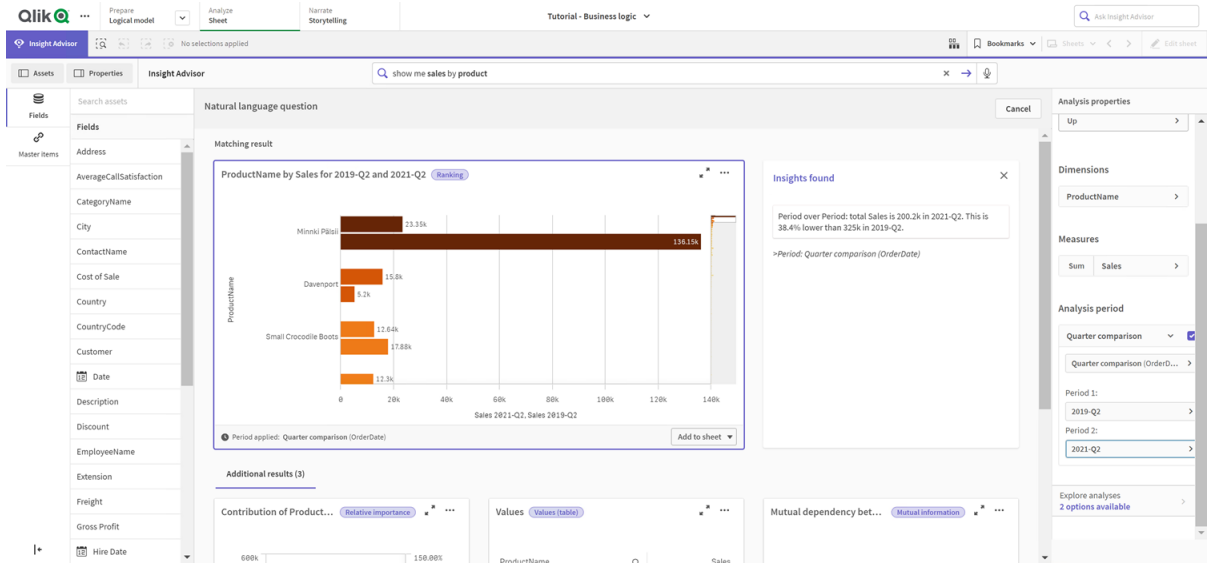 Qlik
Prepare
Logical model
Analyze
Sheet
Narrate
Storytelling
Tutorial - Business logic
Ask Insight Advisor
Insight Advisor
No selections applied
Bookmarks
Sheets
Edit sheet
Assets
Properties
Insight Advisor
show me sales by product
Fields
Master items
Search assets
Fields
Address
AverageCallSatisfaction
CategoryName
City
ContactName
Cost of Sale
Country
CountryCode
Customer
Date
Description
Discount
EmployeeName
Extension
Freight
Gross Profit
Hire Date
Natural language question
Cancel
Matching result
ProductName by Sales for 2019-Q2 and 2021-Q2
Ranking
ProductName
Minnki Pälsii
23.35k
136.15k
Davenport
15.8k
5.2k
Small Crocodile Boots
12.64k
17.88k
12.3k
0
20k
40k
60k
80k
100k
120k
140k
Sales 2021-Q2, Sales 2019-Q2
Period applied: Quarter comparison (OrderDate)
Add to sheet
Insights found
Period over Period: total Sales is 200.2k in 2021-Q2. This is
38.4% lower than 325k in 2019-Q2.
>Period: Quarter comparison (OrderDate)
Additional results (3)
Contribution of Product...
Relative importance
600k
150.00%
Values
Values (table)
ProductName
Sales
Mutual dependency bet...
Mutual information
Analysis properties
Up
Dimensions
ProductName
Measures
Sum
Sales
Analysis period
Quarter comparison
Quarter comparison (OrderD...
Period 1:
2019-Q2
Period 2:
2021-Q2
Explore analyses
2 options available